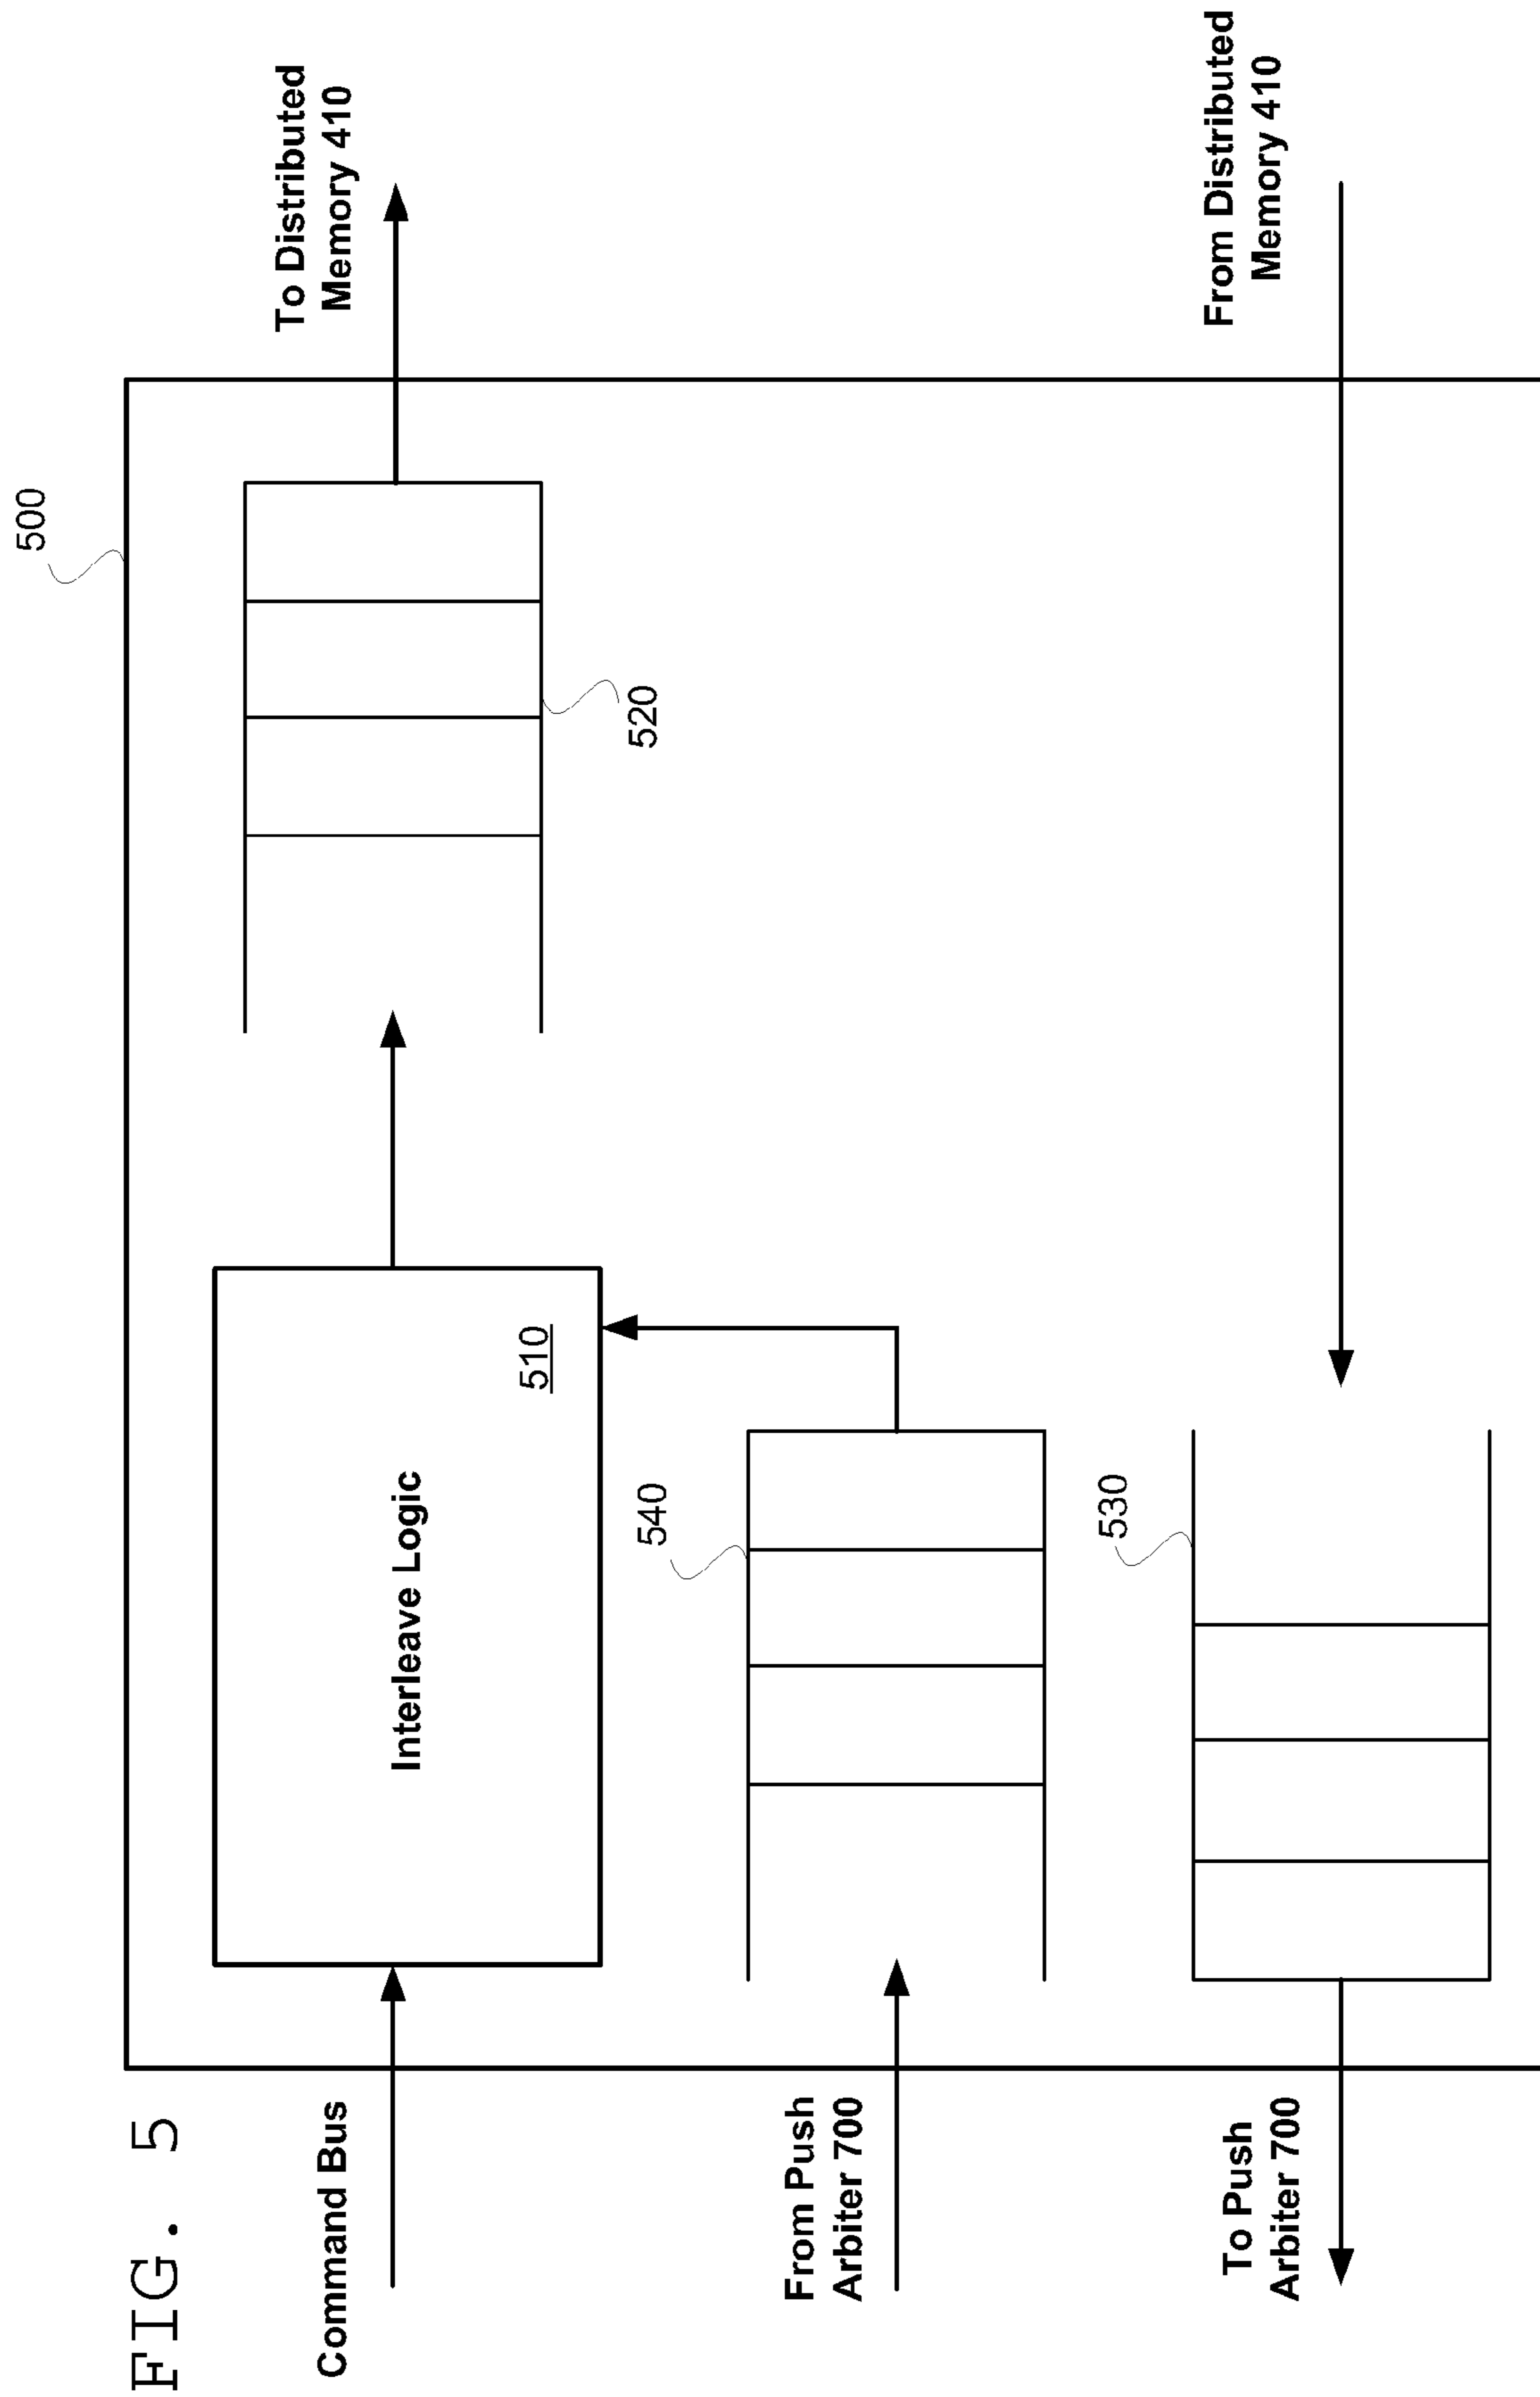 FIG. 5
500
Command Bus
Interleave Logic
510
520
To Distributed
Memory 410
From Push
Arbiter 700
540
530
To Push
Arbiter 700
From Distributed
Memory 410